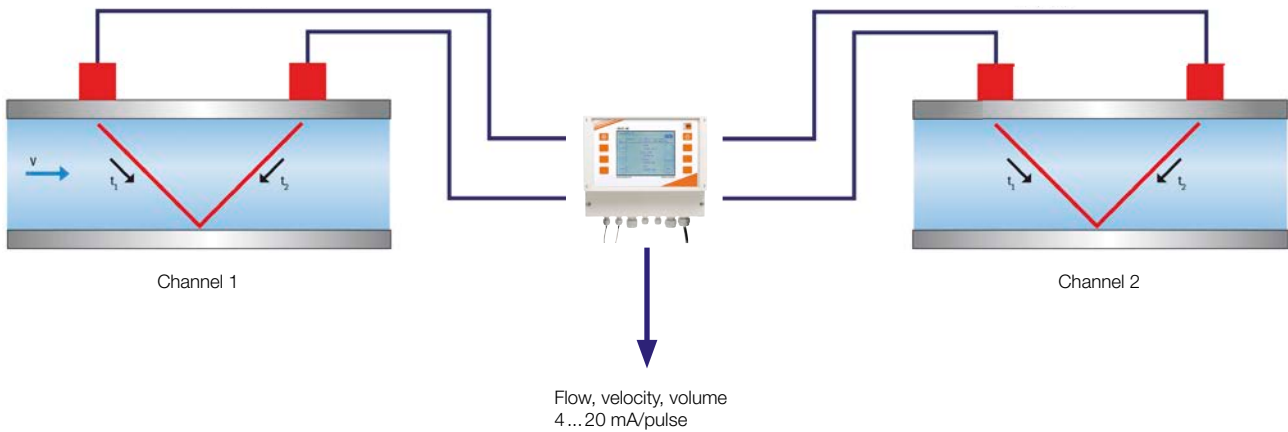 V
t₁
t₂
t₁
t₂
Channel 1
Channel 2
Flow, velocity, volume
4...20 mA/pulse